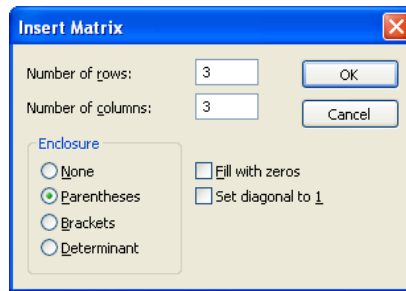 Insert Matrix
Number of rows: 3 OK
Number of columns: 3 Cancel
Enclosure
None Fill with zeros
Parentheses Set diagonal to 1
Brackets
Determinant